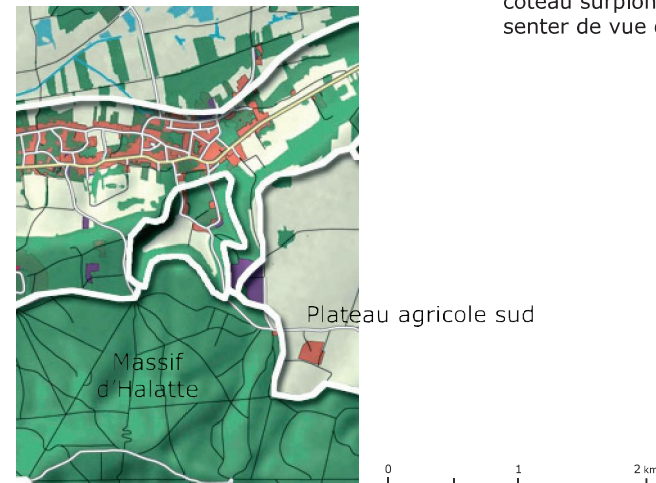 coteau surplom
senter de vue
Plateau agricole sud
Massif
d'Halatte
0 1 2 km